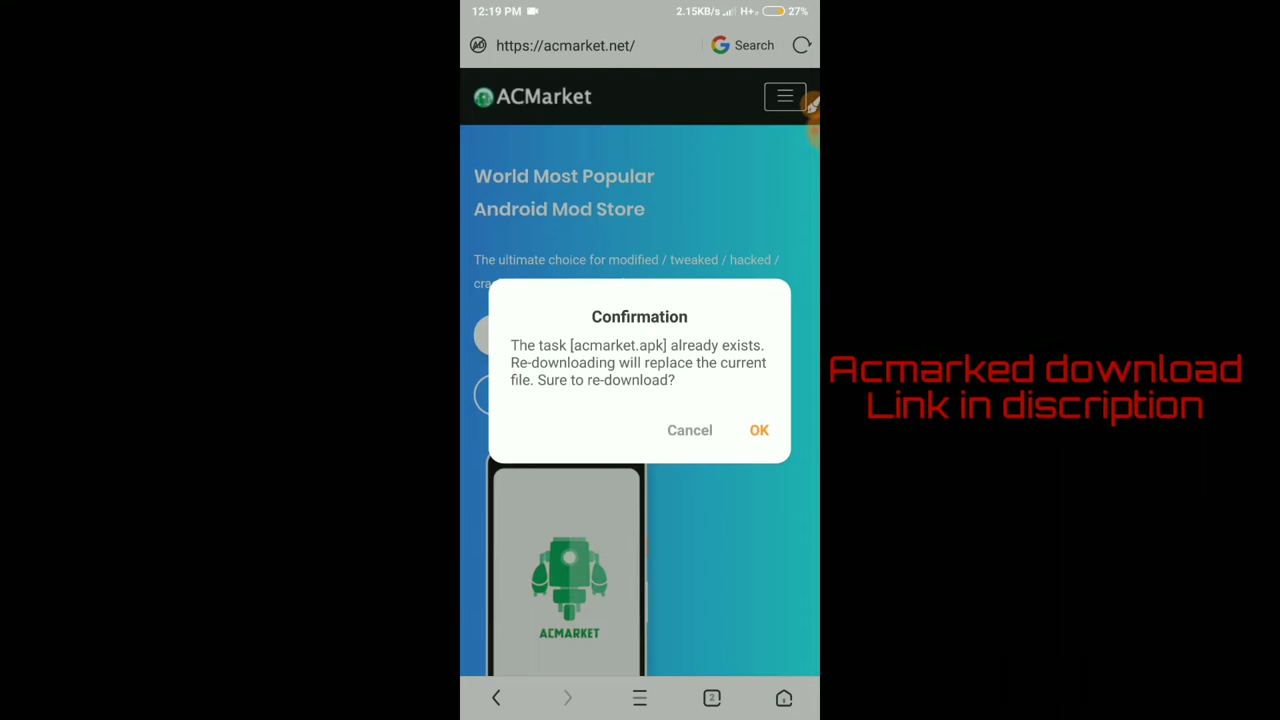 12:19 PM
2.15KB/s H+ 27%
https://acmarket.net/
Search
ACMarket
World Most Popular
Android Mod Store
The ultimate choice for modified / tweaked / hacked /
cra
Confirmation
The task [acmarket.apk] already exists.
Re-downloading will replace the current
file. Sure to re-download?
Cancel OK
ACMARKET
2
Acmarked download
Link in discription